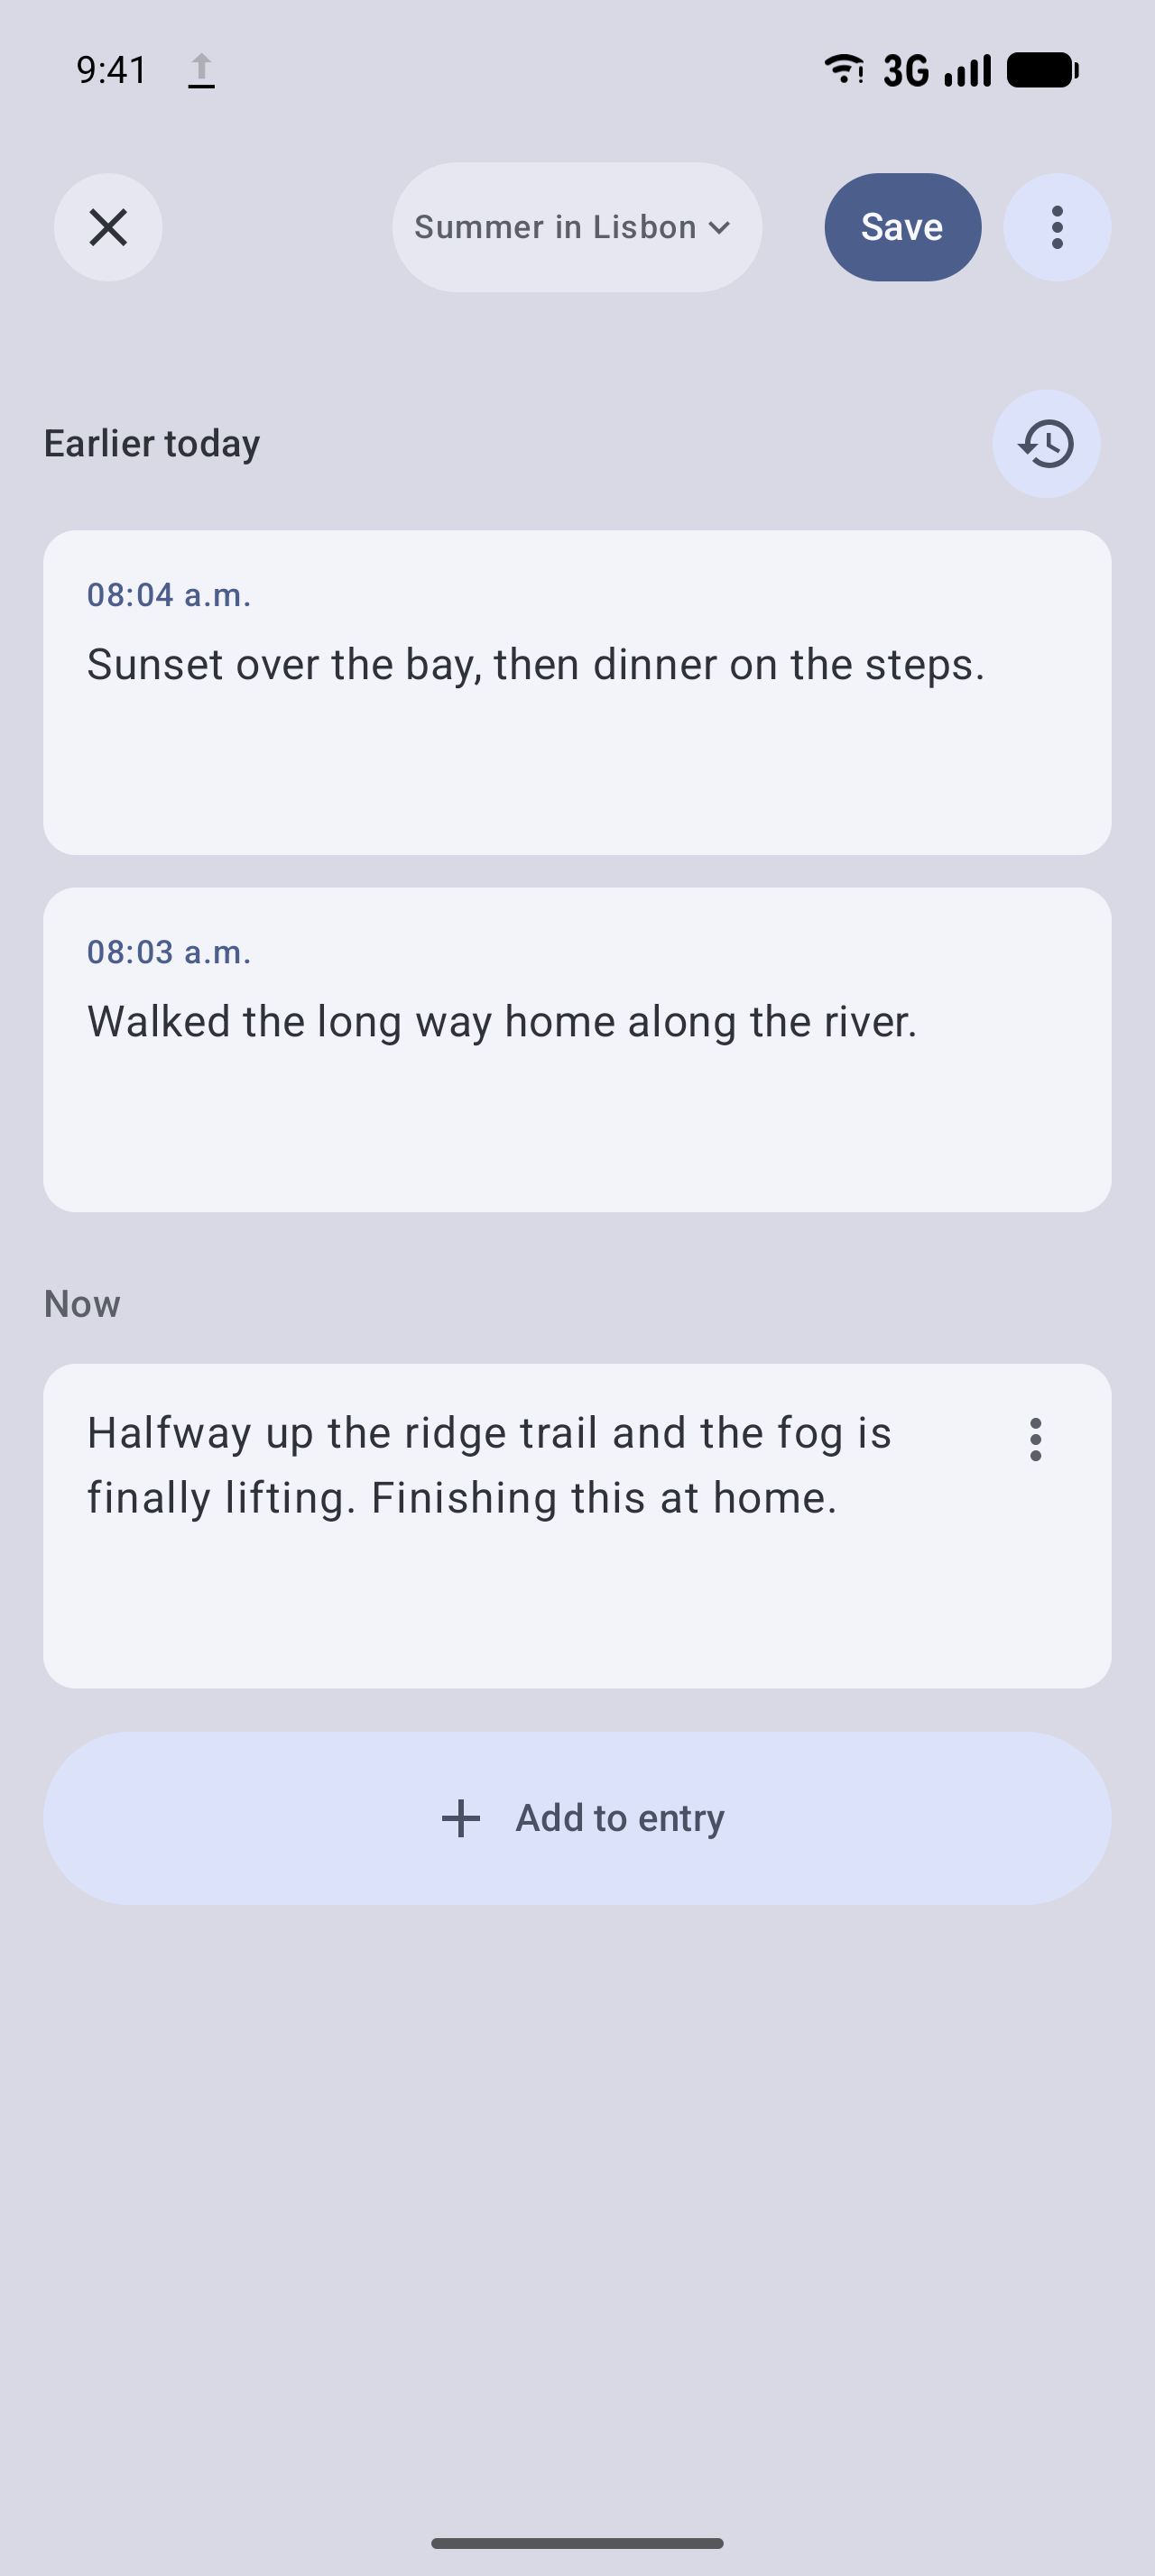 9:41
3G
Summer in Lisbon
Save
Earlier today
08:04 a.m.
Sunset over the bay, then dinner on the steps.
08:03 a.m.
Walked the long way home along the river.
Now
Halfway up the ridge trail and the fog is
finally lifting. Finishing this at home.
Add to entry